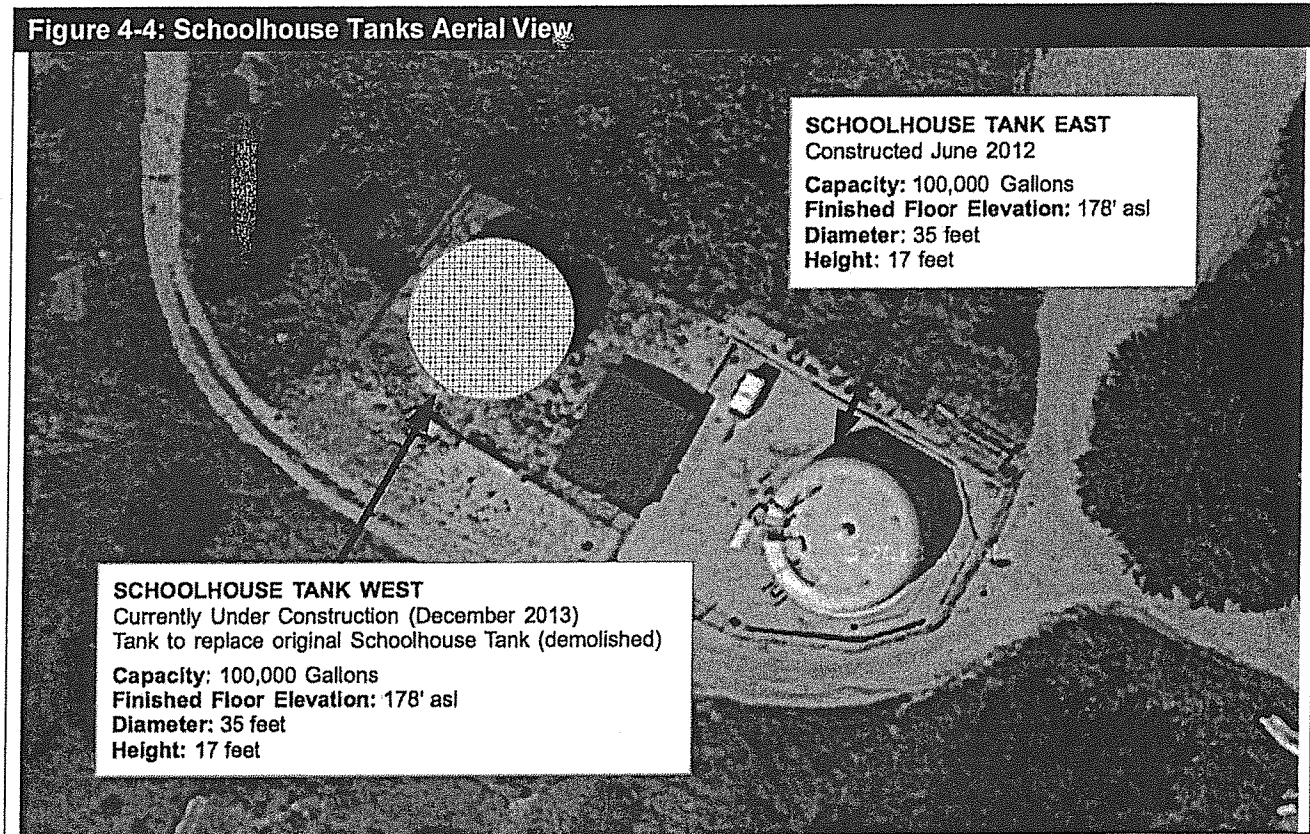 Figure 4-4: Schoolhouse Tanks Aerial View
SCHOOLHOUSE TANK EAST
Constructed June 2012
Capacity: 100,000 Gallons
Finished Floor Elevation: 178' asl
Diameter: 35 feet
Height: 17 feet
SCHOOLHOUSE TANK WEST
Currently Under Construction (December 2013)
Tank to replace original Schoolhouse Tank (demolished)
Capacity: 100,000 Gallons
Finished Floor Elevation: 178' asl
Diameter: 35 feet
Height: 17 feet